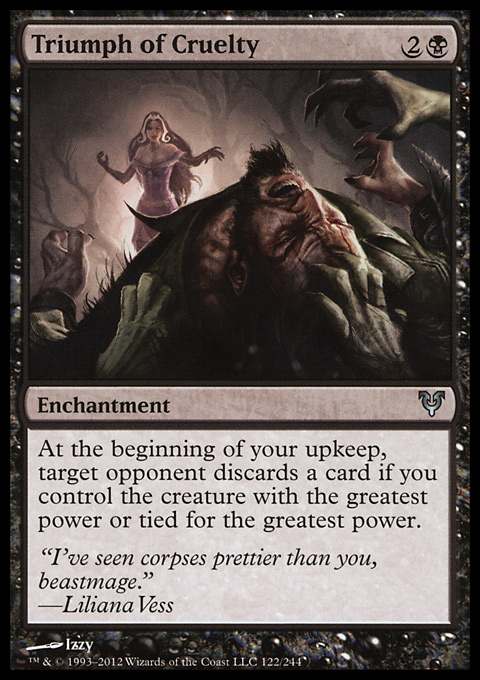 Triumph of Cruelty 2
Enchantment
At the beginning of your upkeep,
target opponent discards a card if you
control the creature with the greatest
power or tied for the greatest power.
“I’ve seen corpses prettier than you,
beastmage.”
—Liliana Vess
Izzy
™ & © 1993–2012 Wizards of the Coast LLC 122/244